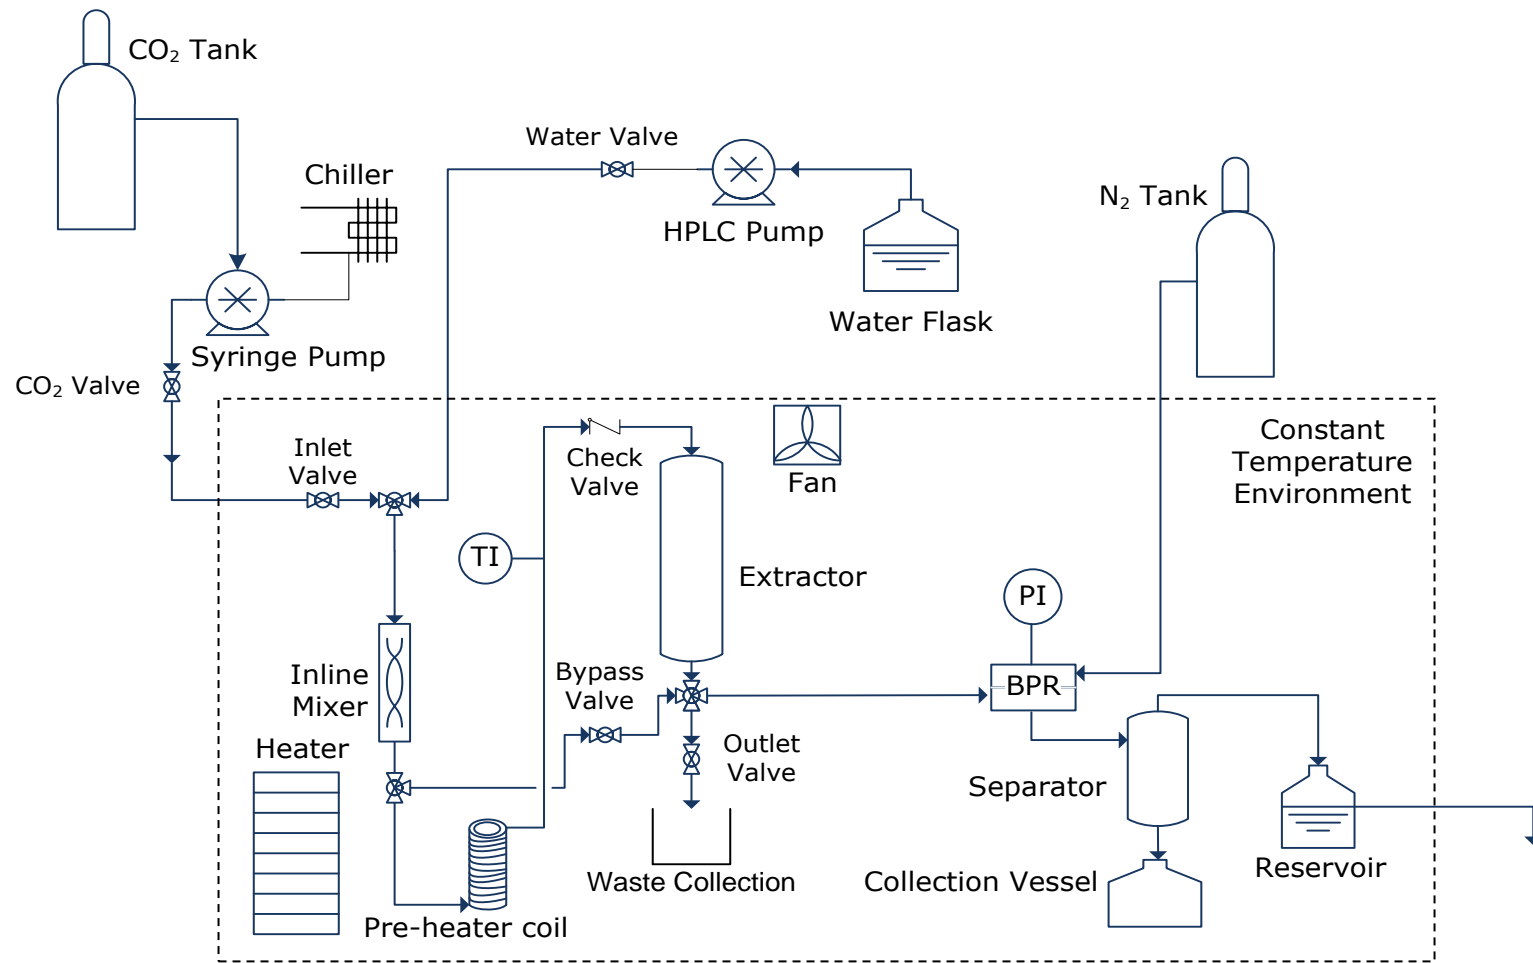 CO₂ Tank
Water Valve
Chiller
N₂ Tank
HPLC Pump
Water Flask
Syringe Pump
CO₂ Valve
Inlet
Valve
Check
Valve
Fan
Constant
Temperature
Environment
TI
Extractor
PI
Inline
Mixer
Bypass
Valve
BPR
Heater
Outlet
Valve
Separator
Waste Collection
Collection Vessel
Reservoir
Pre-heater coil